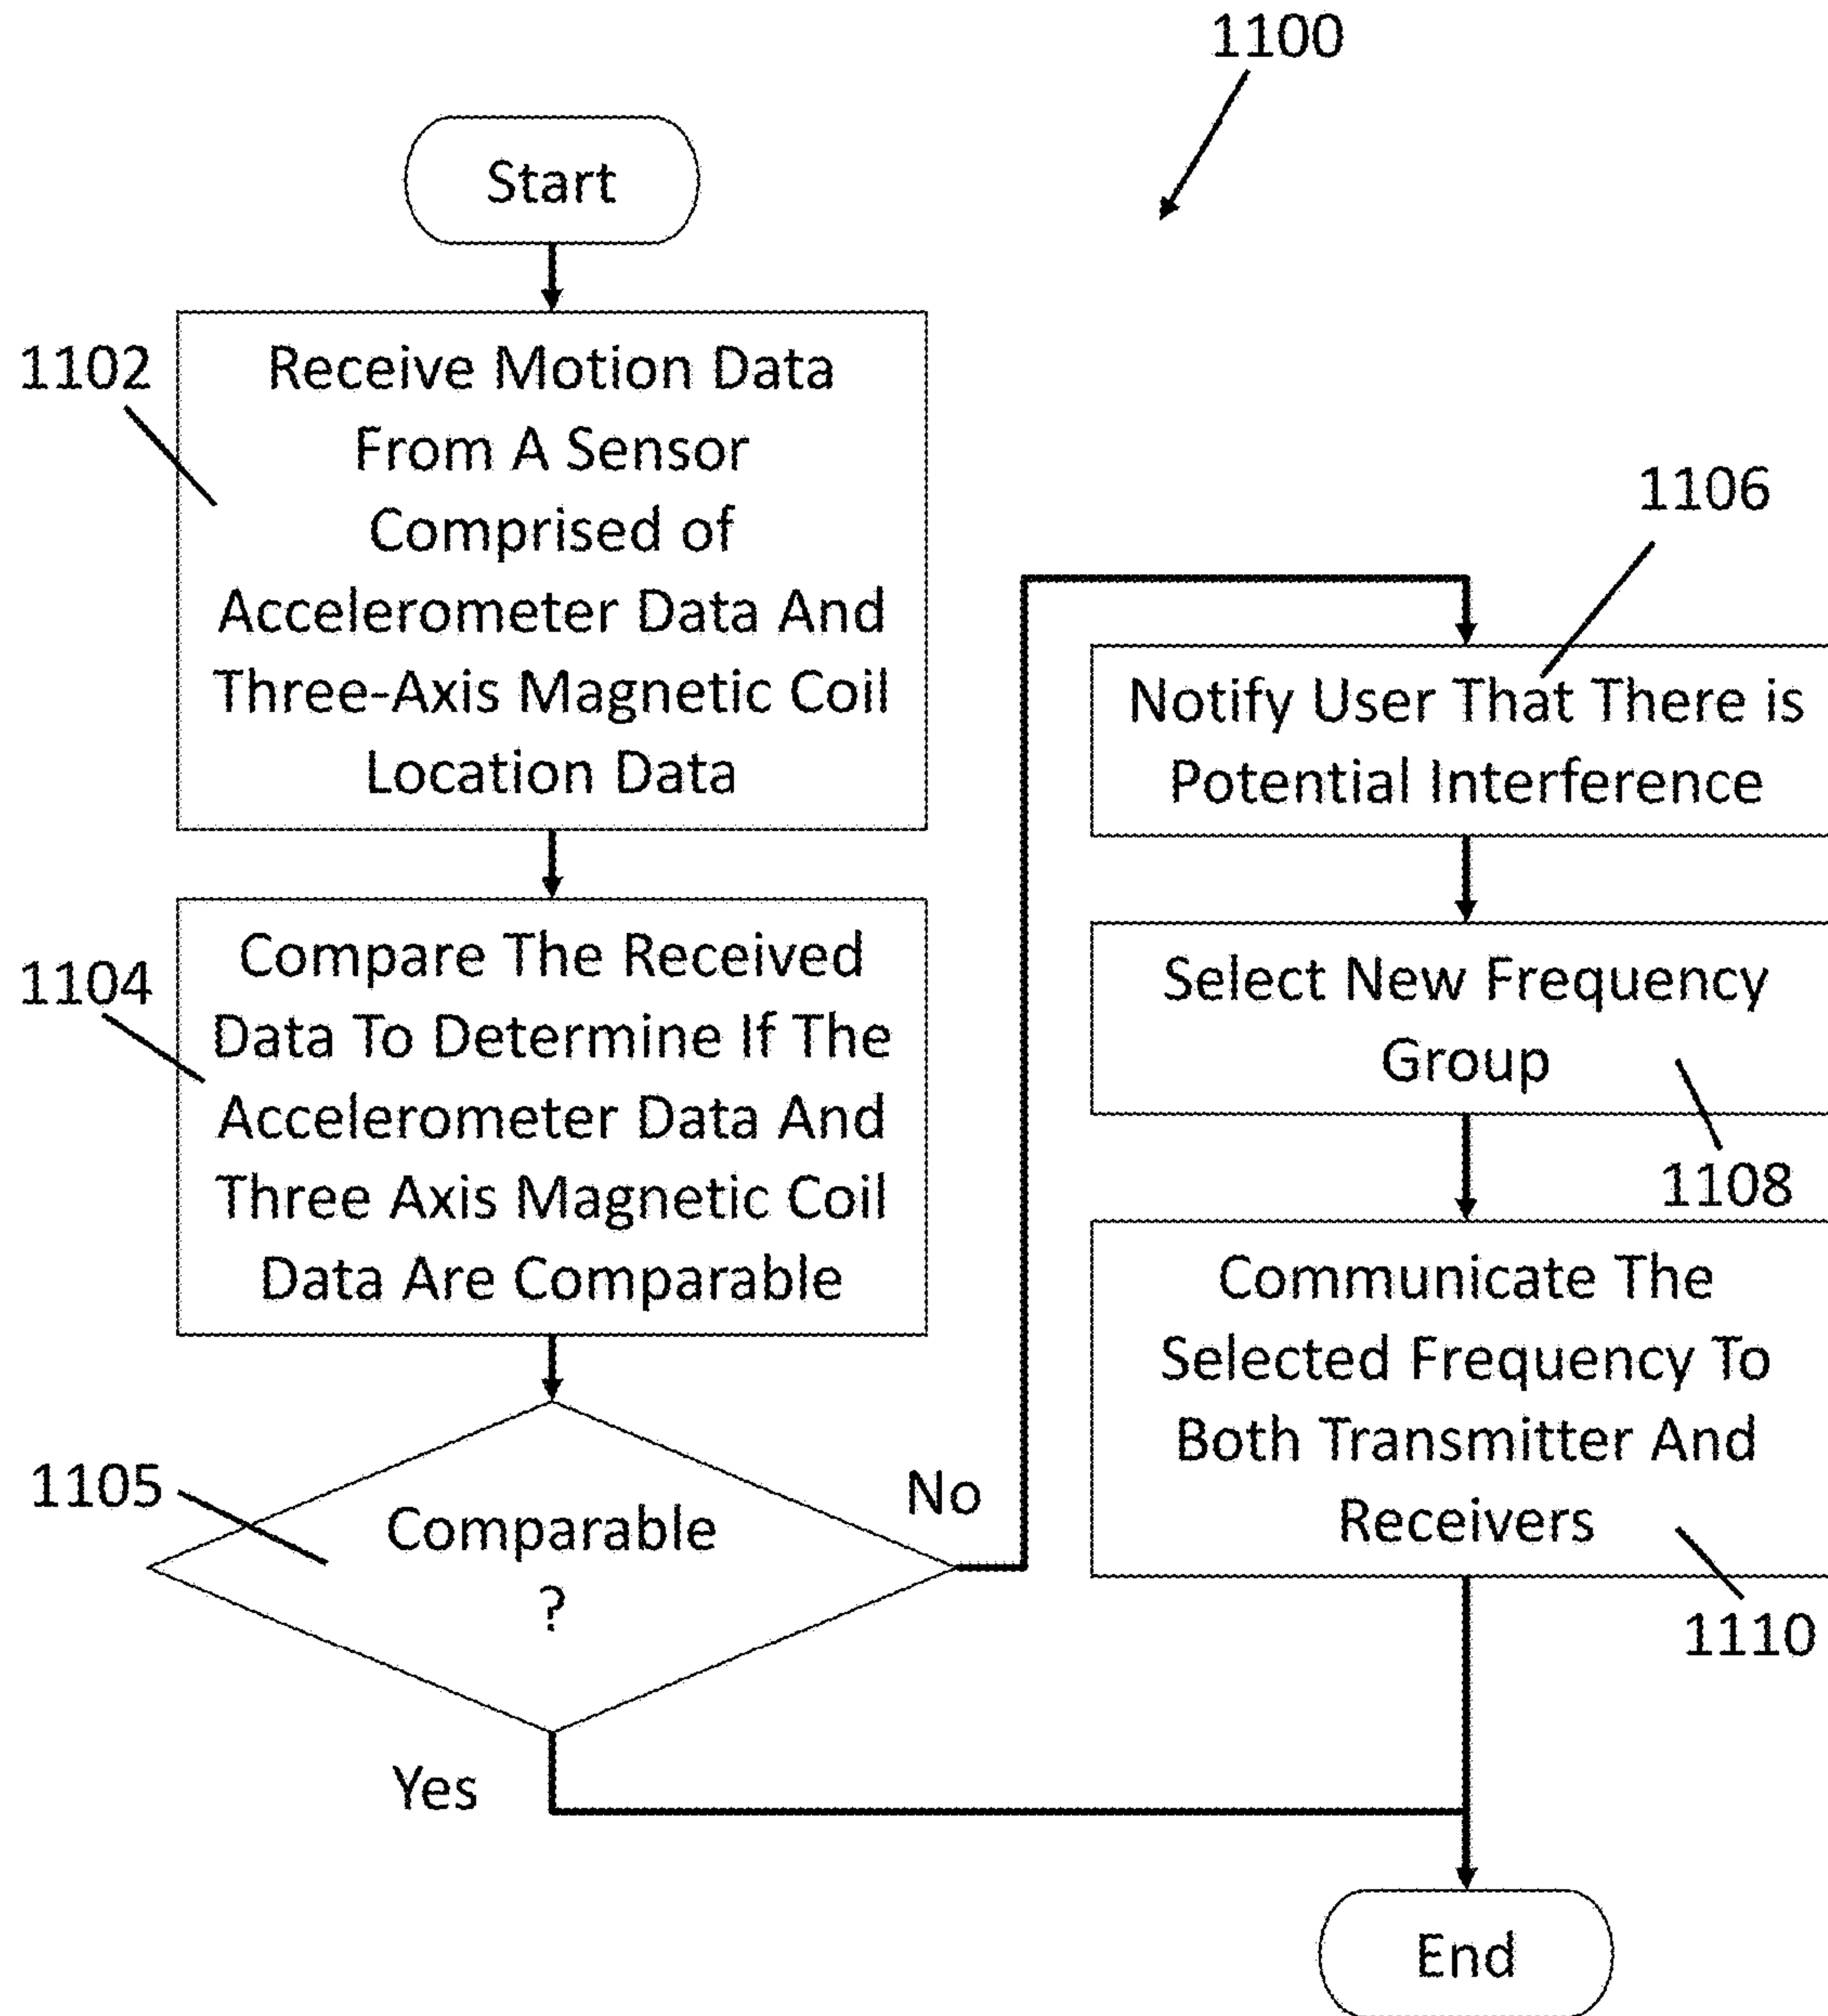 1100
Start
1102
Receive Motion Data
From A Sensor
Comprised of
Accelerometer Data And
Three-Axis Magnetic Coil
Location Data
1104
Compare The Received
Data To Determine If The
Accelerometer Data And
Three Axis Magnetic Coil
Data Are Comparable
1105
Comparable
?
No
Yes
1106
Notify User That There is
Potential Interference
Select New Frequency
Group
1108
Communicate The
Selected Frequency To
Both Transmitter And
Receivers
1110
End